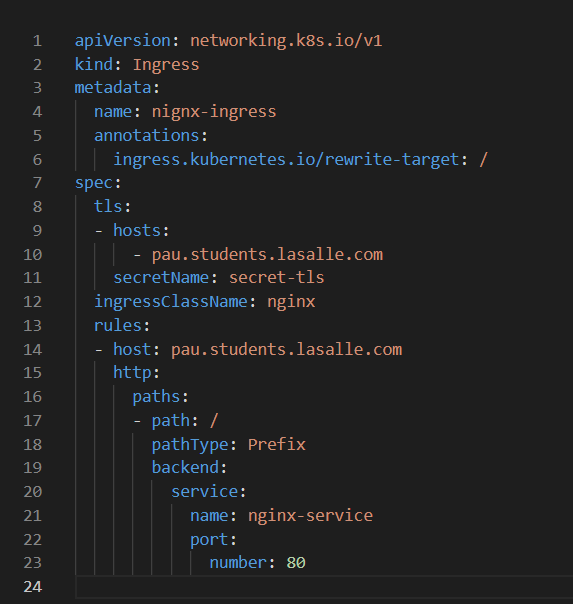 1 apiVersion: networking.k8s.io/v1
2 kind: Ingress
3 metadata:
4   name: nignx-ingress
5   annotations:
6     ingress.kubernetes.io/rewrite-target: /
7 spec:
8   tls:
9   - hosts:
10       - pau.students.lasalle.com
11     secretName: secret-tls
12   ingressClassName: nginx
13   rules:
14   - host: pau.students.lasalle.com
15     http:
16       paths:
17       - path: /
18         pathType: Prefix
19         backend:
20           service:
21             name: nginx-service
22             port:
23               number: 80
24